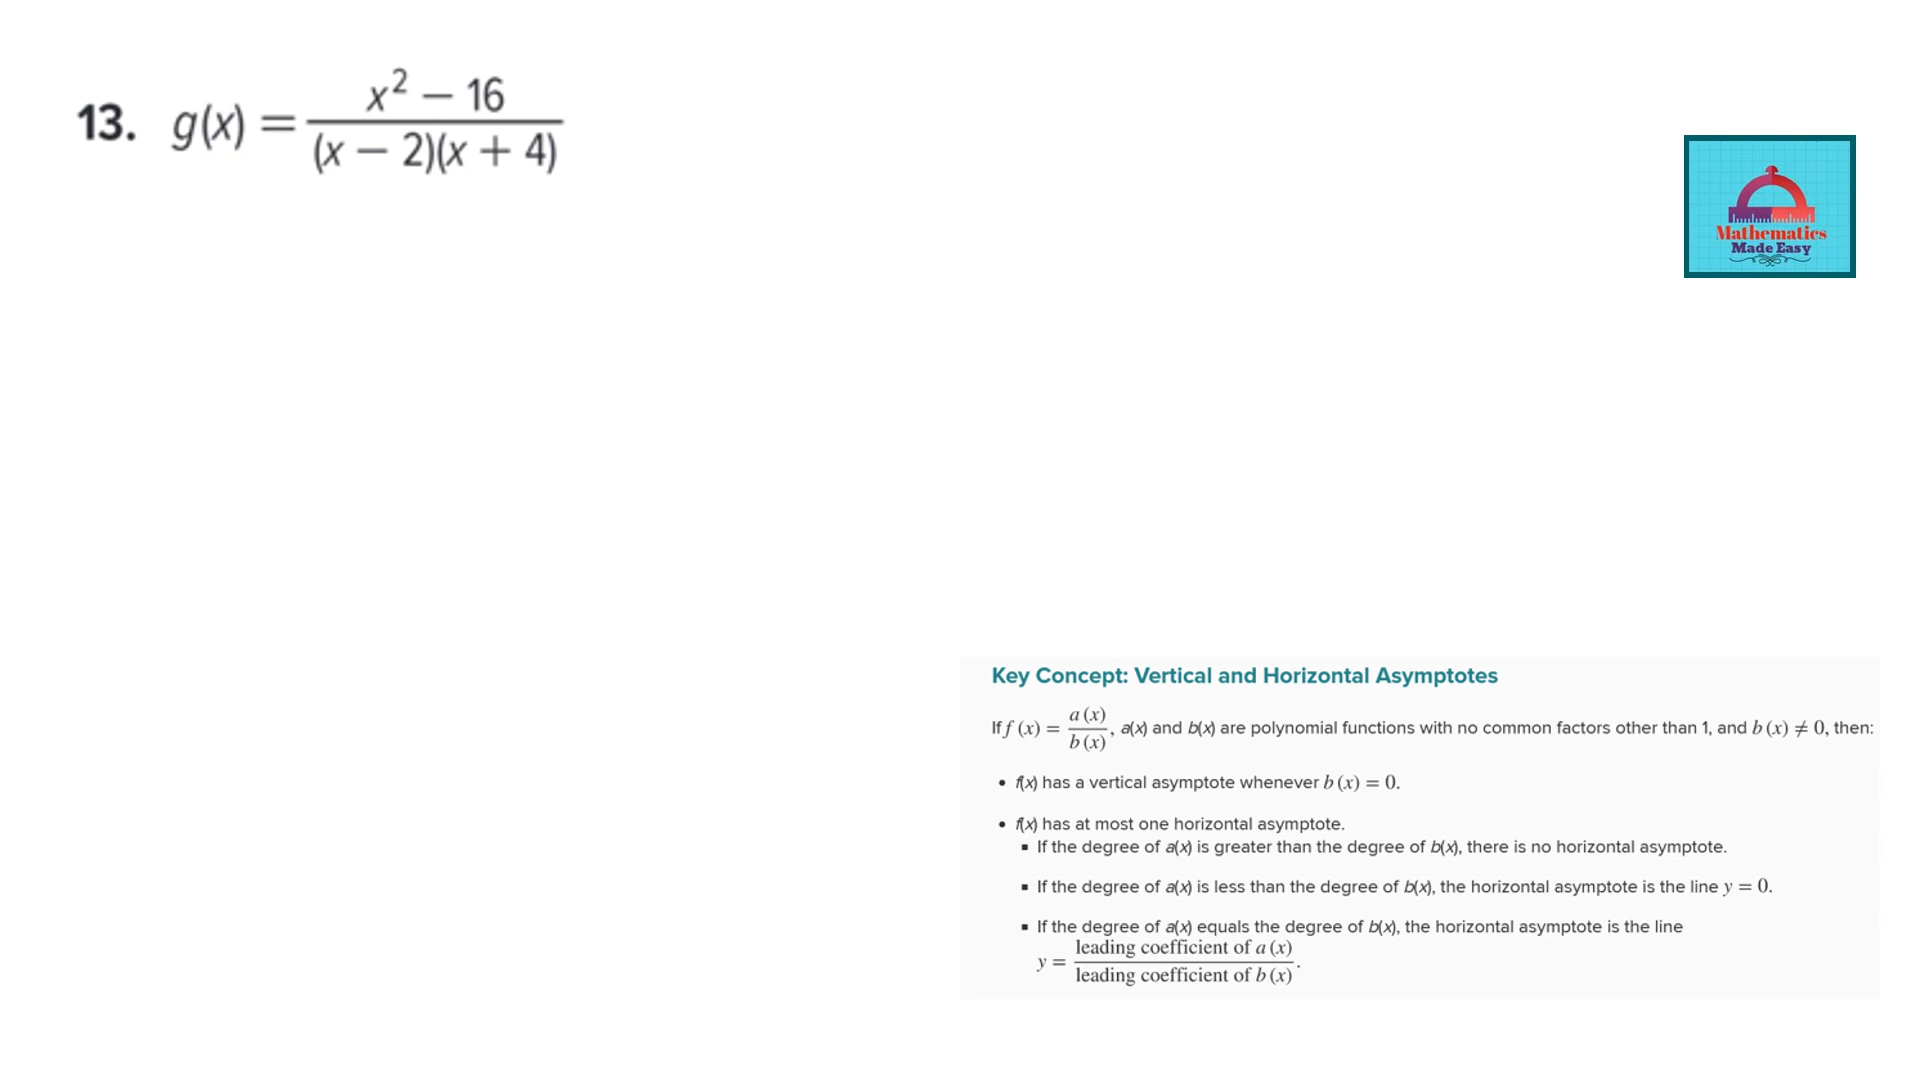 13. g(x) = x² − 16 / (x − 2)(x + 4)
Mathematics
Made Easy
Key Concept: Vertical and Horizontal Asymptotes
If f (x) = a (x) / b (x) , a(x) and b(x) are polynomial functions with no common factors other than 1, and b (x) ≠ 0, then:
• f(x) has a vertical asymptote whenever b (x) = 0.
• f(x) has at most one horizontal asymptote.
▪ If the degree of a(x) is greater than the degree of b(x), there is no horizontal asymptote.
▪ If the degree of a(x) is less than the degree of b(x), the horizontal asymptote is the line y = 0.
▪ If the degree of a(x) equals the degree of b(x), the horizontal asymptote is the line
y = leading coefficient of a (x) / leading coefficient of b (x) .